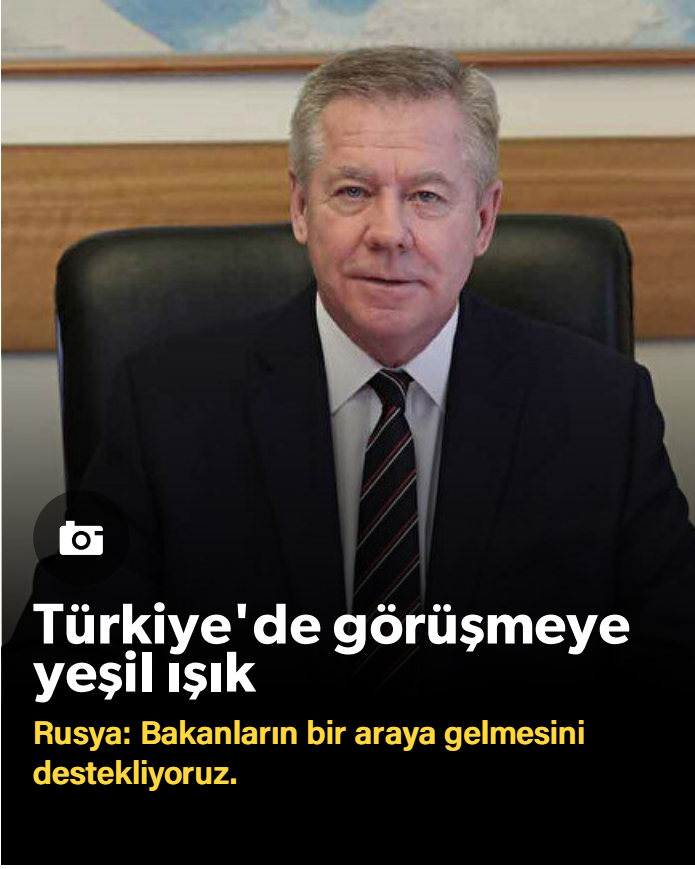 Türkiye'de görüşmeye
yeşil ışık
Rusya: Bakanların bir araya gelmesini
destekliyoruz.